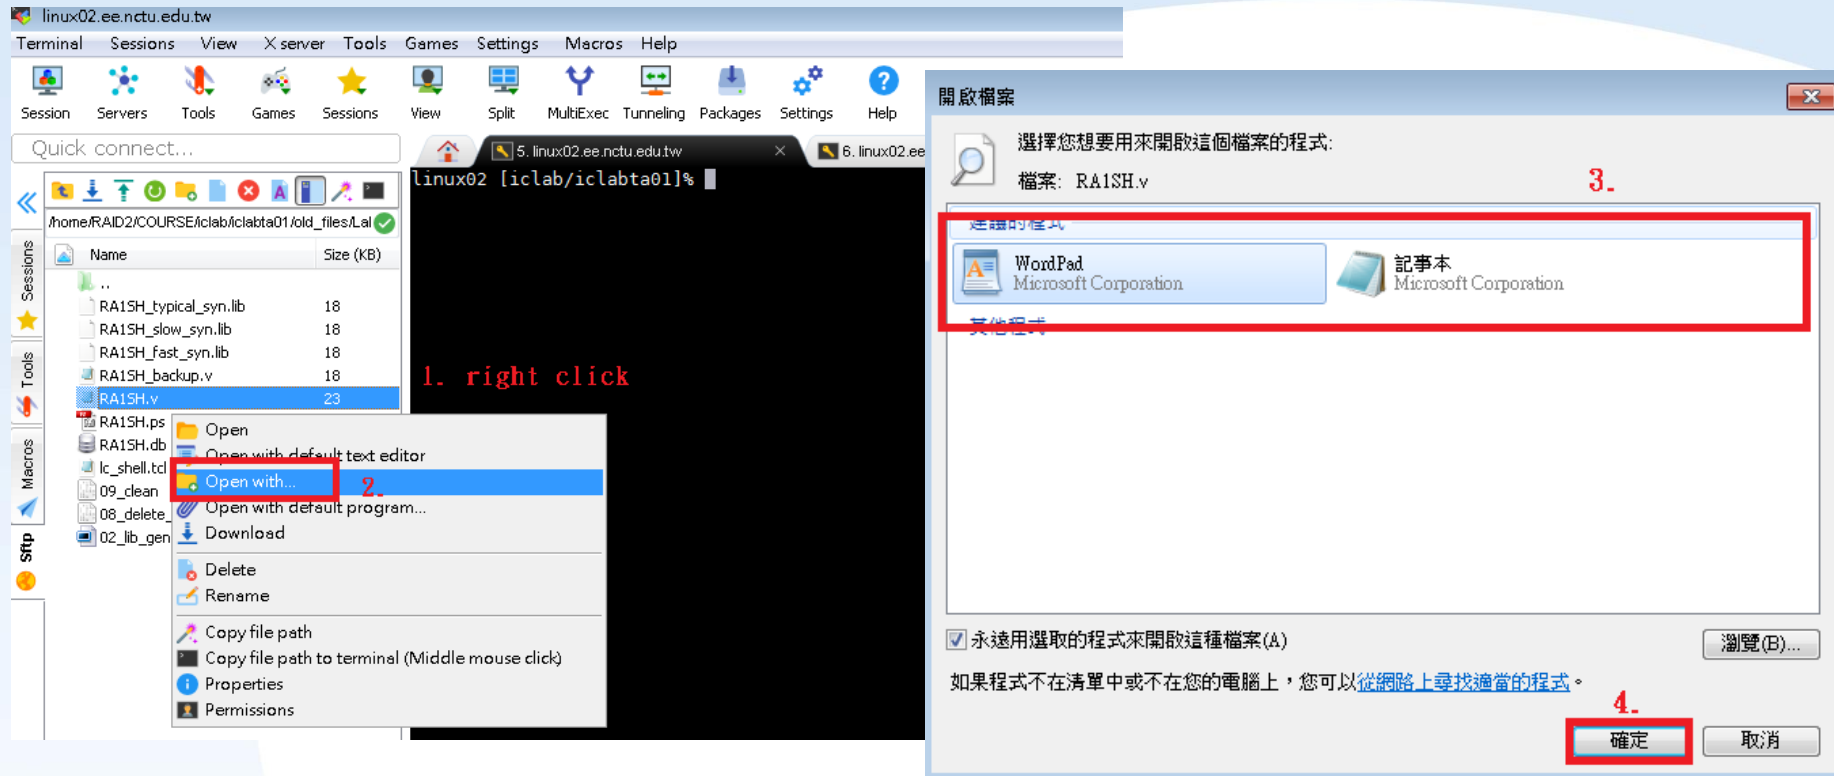 linux02.ee.nctu.edu.tw
Terminal Sessions View X server Tools Games Settings Macros Help
Session Servers Tools Games Sessions View Split MultiExec Tunneling Packages Settings Help
Quick connect...
5. linux02.ee.nctu.edu.tw
6. linux02.ee
linux02 [iclab/iclabta01]%
/home/RAID2/COURSE/iclab/iclabta01/old_files/Lal
Name Size (KB)
..
RA1SH_typical_syn.lib 18
RA1SH_slow_syn.lib 18
RA1SH_fast_syn.lib 18
RA1SH_backup.v 18
RA1SH.v 23
RA1SH.ps
RA1SH.db
lc_shell.tcl
09_clean
08_delete_
02_lib_gen
Sessions
Tools
Macros
Sftp
1. right click
Open
Open with default text editor
Open with...
2.
Open with default program...
Download
Delete
Rename
Copy file path
Copy file path to terminal (Middle mouse click)
Properties
Permissions
開啟檔案
選擇您想要用來開啟這個檔案的程式:
檔案: RA1SH.v
3.
建議的程式
WordPad
Microsoft Corporation
記事本
Microsoft Corporation
其他程式
永遠用選取的程式來開啟這種檔案(A)
瀏覽(B)...
如果程式不在清單中或不在您的電腦上，您可以從網路上尋找適當的程式。
4.
確定
取消